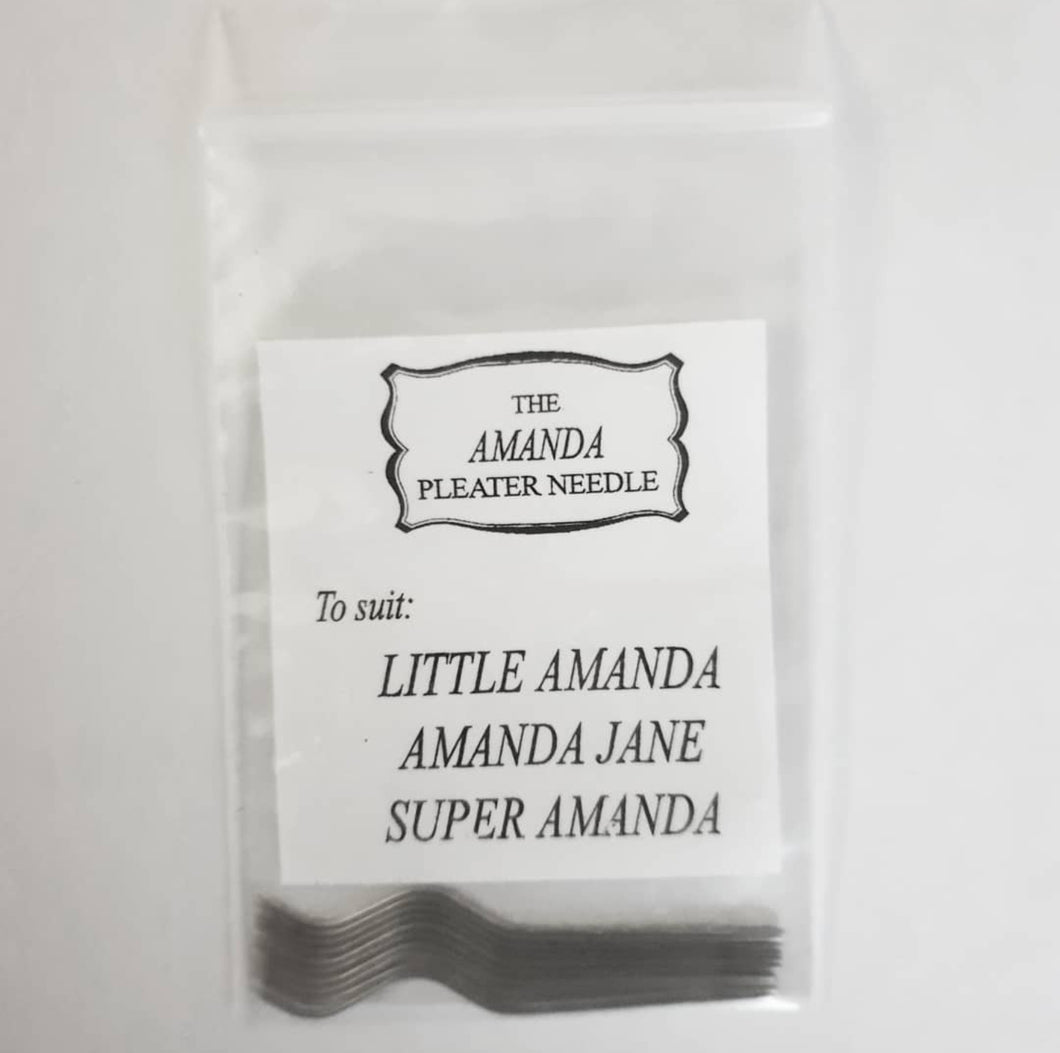 THE
AMANDA
PLEATER NEEDLE
To suit:
LITTLE AMANDA
AMANDA JANE
SUPER AMANDA